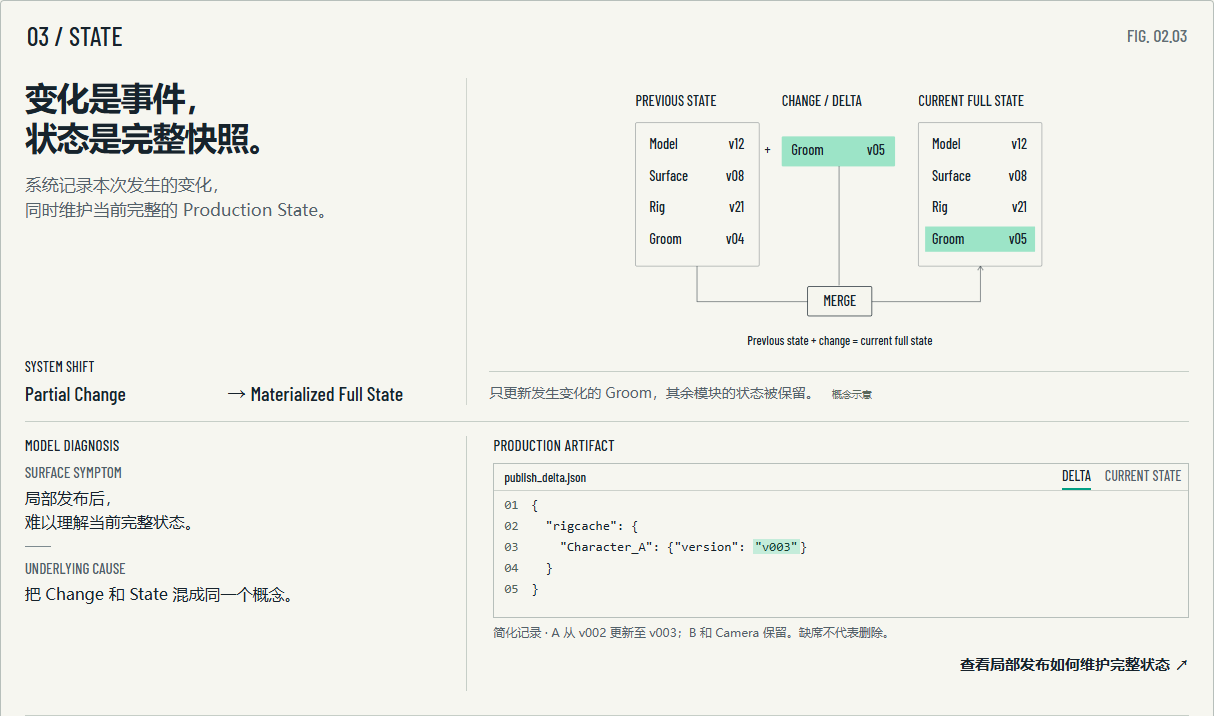 03 / STATE
FIG. 02.03
变化是事件，
状态是完整快照。
系统记录本次发生的变化，
同时维护当前完整的 Production State。
SYSTEM SHIFT
Partial Change → Materialized Full State
PREVIOUS STATE
Model v12
Surface v08
Rig v21
Groom v04
+
CHANGE / DELTA
Groom v05
CURRENT FULL STATE
Model v12
Surface v08
Rig v21
Groom v05
MERGE
Previous state + change = current full state
只更新发生变化的 Groom，其余模块的状态被保留。 概念示意
MODEL DIAGNOSIS
SURFACE SYMPTOM
局部发布后，
难以理解当前完整状态。
UNDERLYING CAUSE
把 Change 和 State 混成同一个概念。
PRODUCTION ARTIFACT
publish_delta.json
DELTA CURRENT STATE
01 {
02   "rigcache": {
03     "Character_A": {"version": "v003"}
04   }
05 }
简化记录 · A 从 v002 更新至 v003；B 和 Camera 保留。缺席不代表删除。
查看局部发布如何维护完整状态 ↗